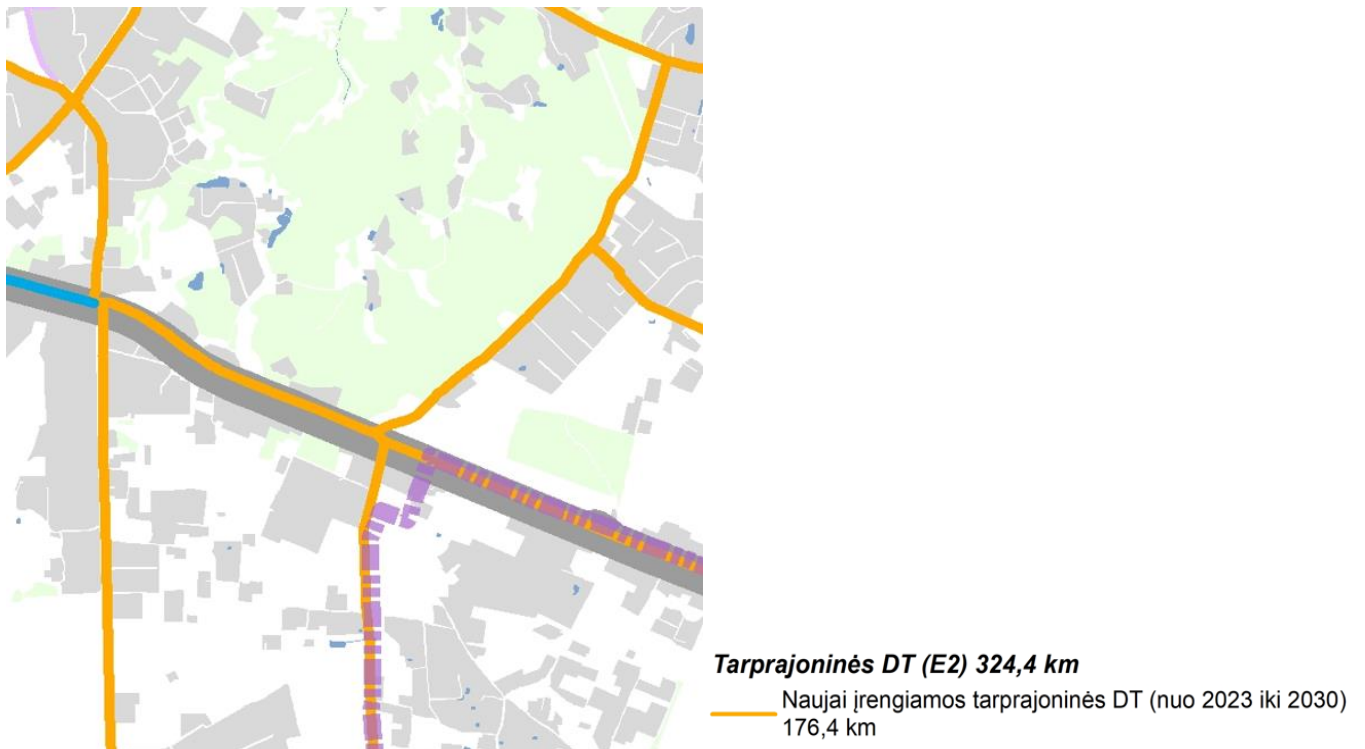 Tarprajoninės DT (E2) 324,4 km
Naujai įrengiamos tarprajoninės DT (nuo 2023 iki 2030)
176,4 km